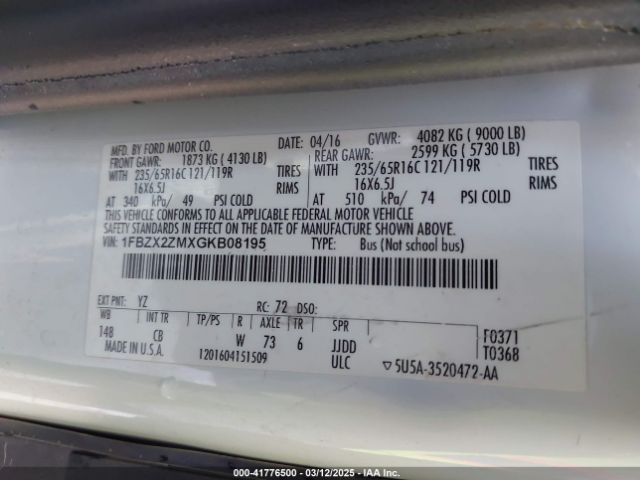 MFD. BY FORD MOTOR CO.
DATE: 04/16 GVWR: 4082 KG ( 9000 LB)
FRONT GAWR: 1873 KG ( 4130 LB) REAR GAWR: 2599 KG ( 5730 LB)
WITH 235/65R16C 121/119R TIRES WITH 235/65R16C 121/119R TIRES
16X6.5J RIMS 16X6.5J RIMS
AT 340 kPa/ 49 PSI COLD AT 510 kPa/ 74 PSI COLD
THIS VEHICLE CONFORMS TO ALL APPLICABLE FEDERAL MOTOR VEHICLE
SAFETY STANDARDS IN EFFECT ON THE DATE OF MANUFACTURE SHOWN ABOVE.
VIN: 1FBZX2ZMXGKB08195 TYPE: Bus (Not School bus)
EXT PNT: YZ RC: 72 DSO:
WB INT TR TP/PS R AXLE TR SPR F0371
148 CB W 73 6 JJDD T0368
MADE IN U.S.A. 1201604151509 ULC 5U5A-3520472-AA
000-41776500 - 03/12/2025 - IAA Inc.